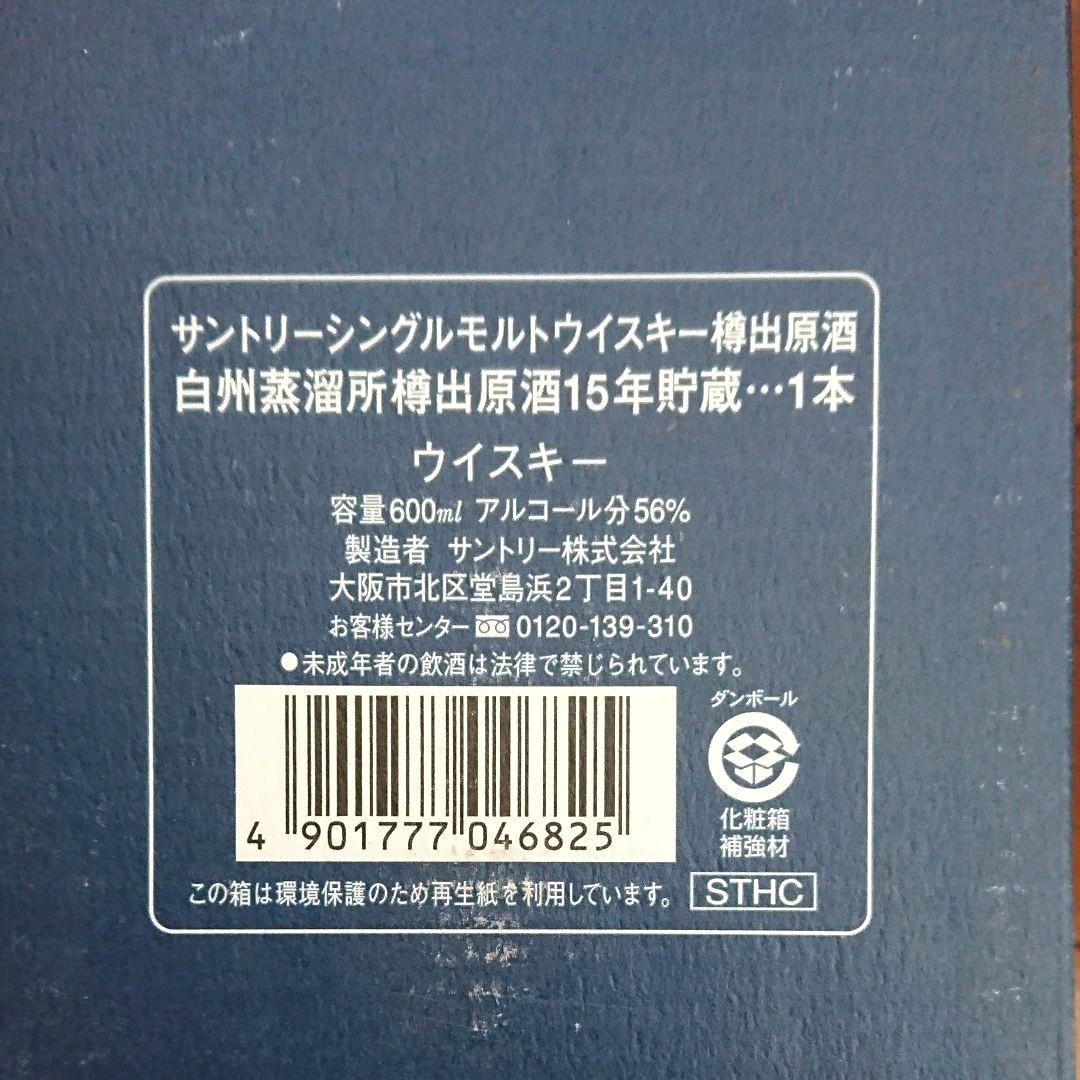 サントリーシングルモルトウイスキー樽出原酒
白州蒸溜所樽出原酒15年貯蔵…1本
ウイスキー
容量600ml アルコール分56%
製造者 サントリー株式会社
大阪市北区堂島浜2丁目1-40
お客様センター 0120-139-310
●未成年者の飲酒は法律で禁じられています。
ダンボール
化粧箱
補強材
4 901777 046825
この箱は環境保護のため再生紙を利用しています。 STHC